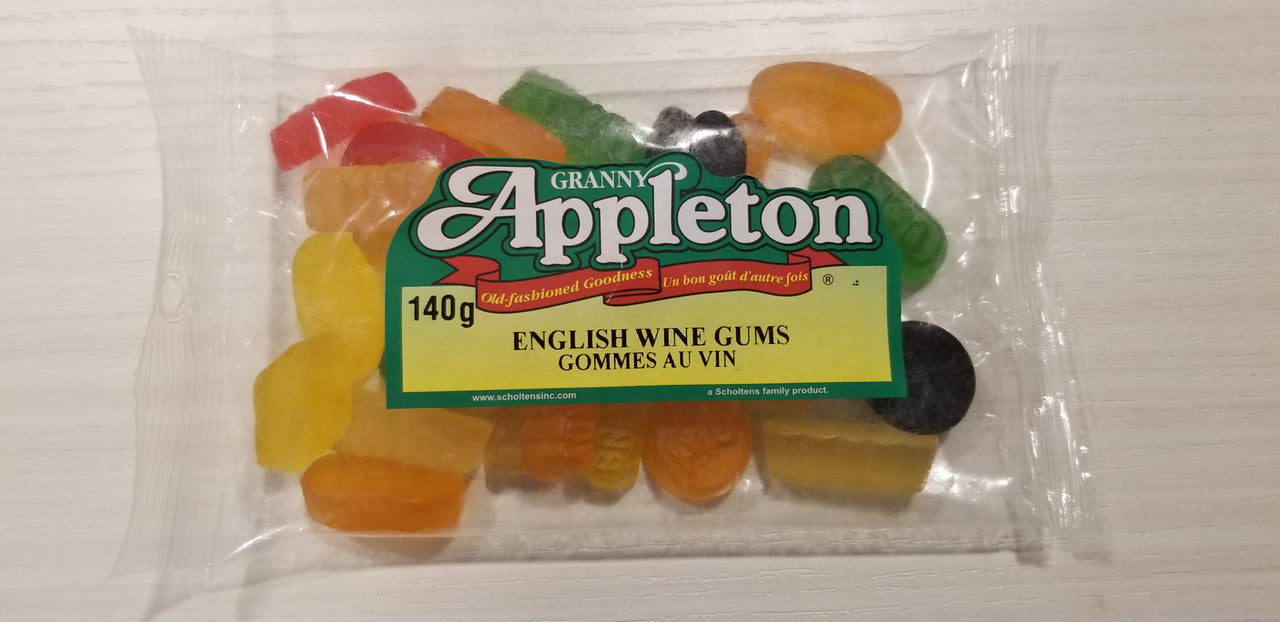 GRANNY
Appleton
Old-fashioned Goodness Un bon goût d'autre fois ®
140g
ENGLISH WINE GUMS
GOMMES AU VIN
www.scholtensinc.com a Scholtens family product.